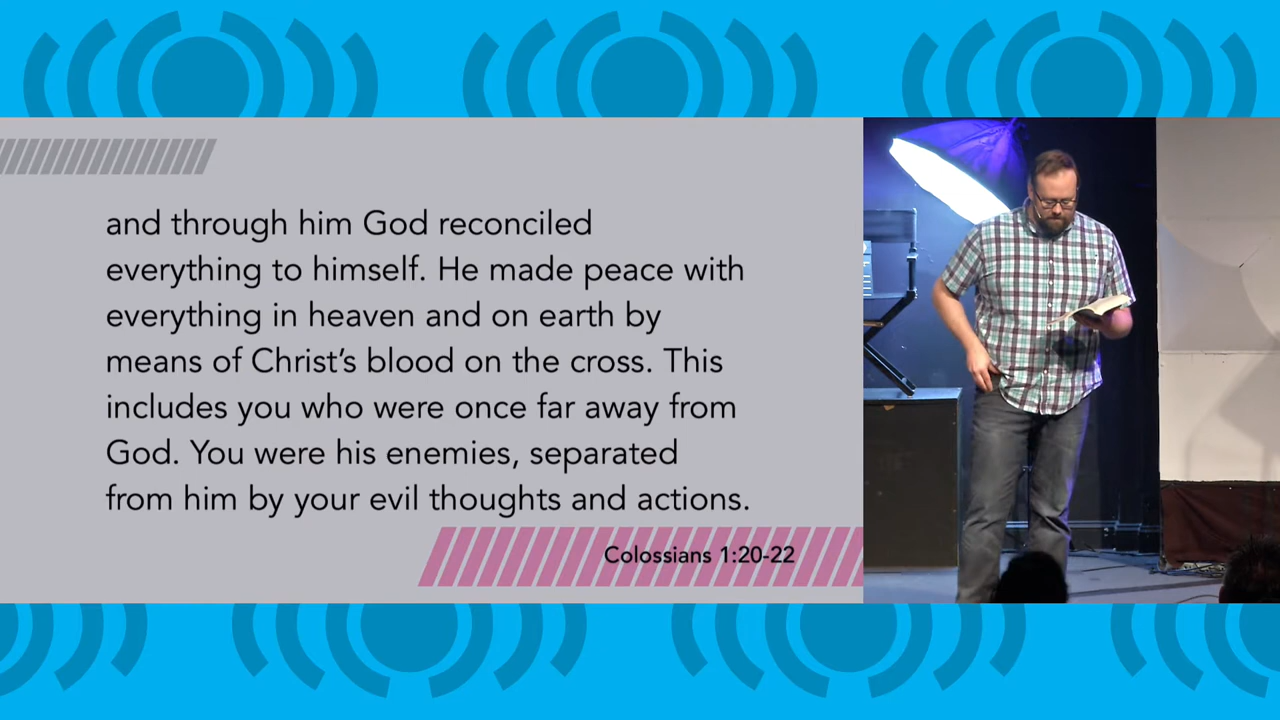 and through him God reconciled
everything to himself. He made peace with
everything in heaven and on earth by
means of Christ’s blood on the cross. This
includes you who were once far away from
God. You were his enemies, separated
from him by your evil thoughts and actions.
Colossians 1:20-22